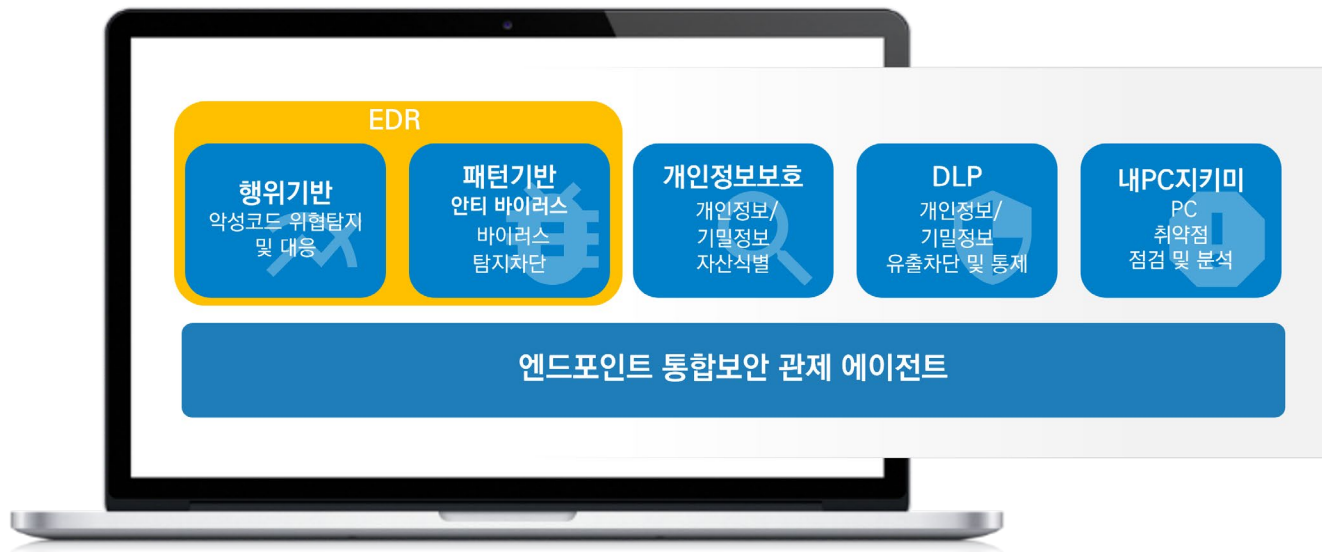 EDR
행위기반
악성코드 위협탐지
및 대응
패턴기반
안티 바이러스
바이러스
탐지차단
개인정보보호
개인정보/
기밀정보
자산식별
DLP
개인정보/
기밀정보
유출차단 및 통제
내PC지키미
PC
취약점
점검 및 분석
엔드포인트 통합보안 관제 에이전트